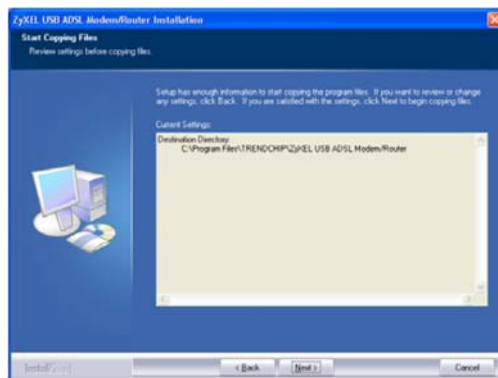 ZyXEL USB ADSL Modem/Router Installation
Start Copying Files
Review settings before copying files.
Setup has enough information to start copying the program files. If you want to review or change
any settings, click Back. If you are satisfied with the settings, click Next to begin copying files.
Current Settings:
Destination Directory:
C:\Program Files\TRENDCHIP\ZyXEL USB ADSL Modem/Router
InstallShield
< Back
Next >
Cancel